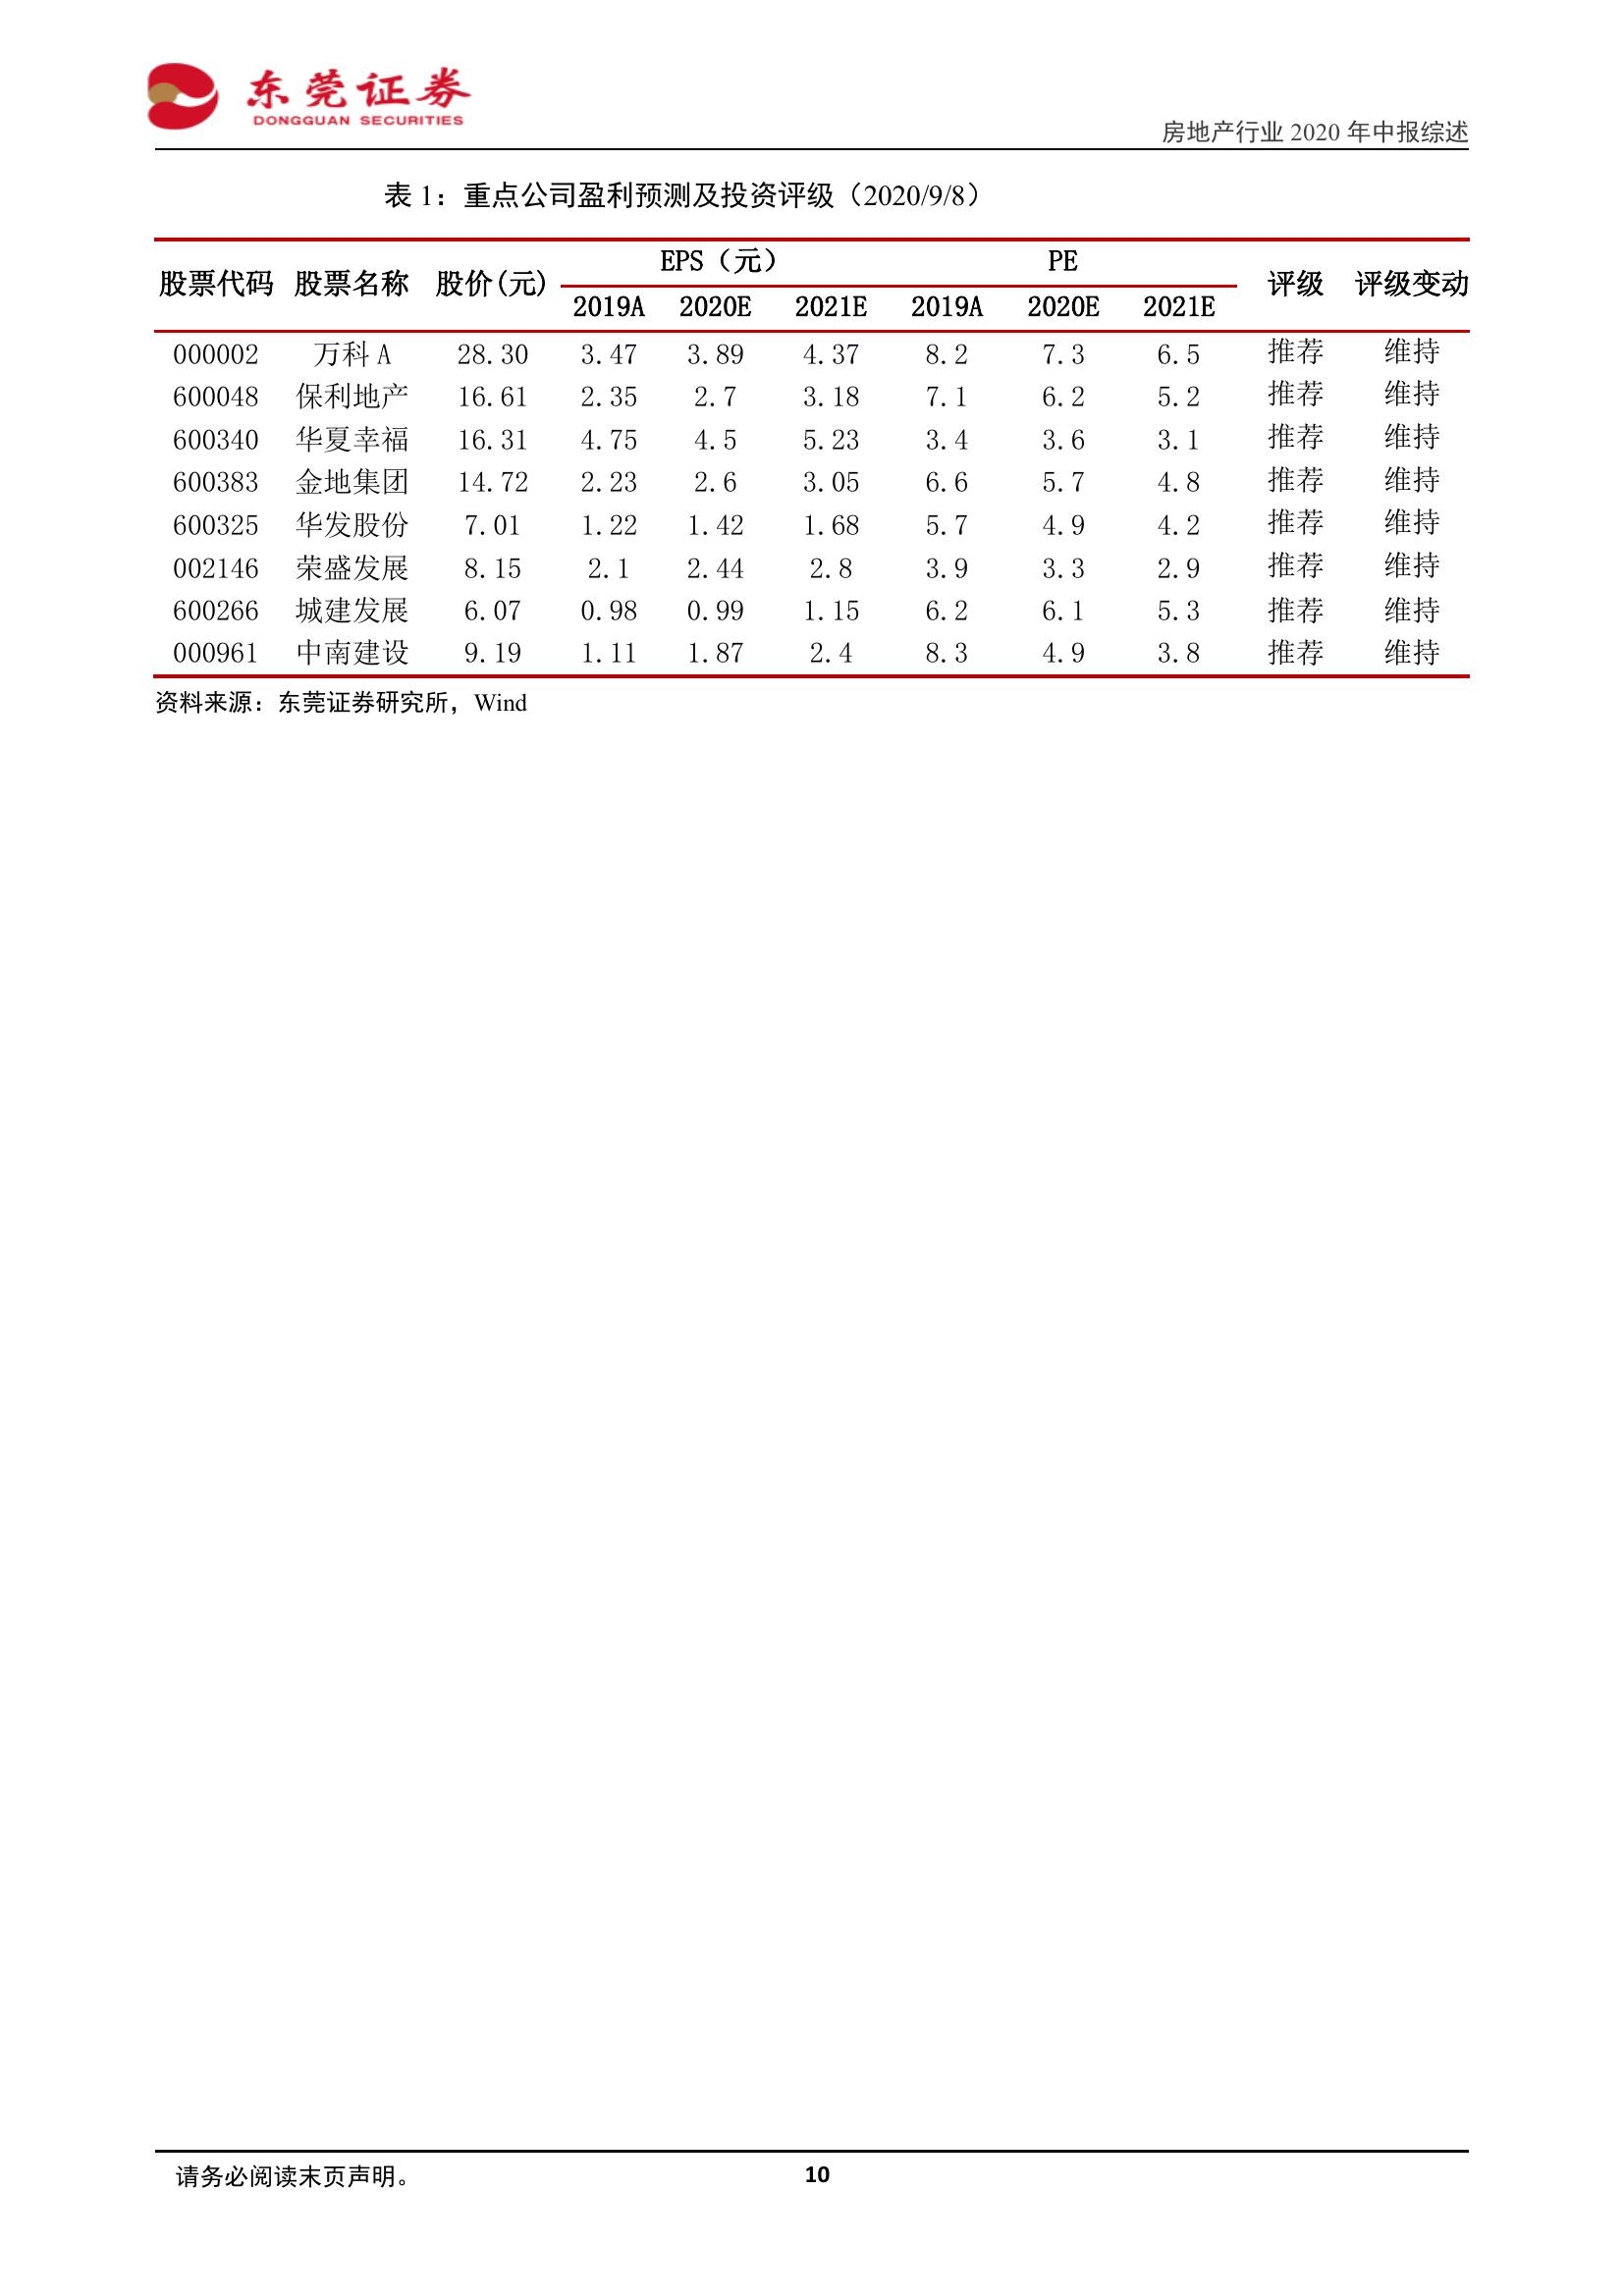 东莞证券
DONGGUAN SECURITIES
房地产行业 2020 年中报综述
表 1：重点公司盈利预测及投资评级（2020/9/8）
股票代码 股票名称 股价(元) EPS（元） PE 评级 评级变动
2019A 2020E 2021E 2019A 2020E 2021E
000002 万科 A 28.30 3.47 3.89 4.37 8.2 7.3 6.5 推荐 维持
600048 保利地产 16.61 2.35 2.7 3.18 7.1 6.2 5.2 推荐 维持
600340 华夏幸福 16.31 4.75 4.5 5.23 3.4 3.6 3.1 推荐 维持
600383 金地集团 14.72 2.23 2.6 3.05 6.6 5.7 4.8 推荐 维持
600325 华发股份 7.01 1.22 1.42 1.68 5.7 4.9 4.2 推荐 维持
002146 荣盛发展 8.15 2.1 2.44 2.8 3.9 3.3 2.9 推荐 维持
600266 城建发展 6.07 0.98 0.99 1.15 6.2 6.1 5.3 推荐 维持
000961 中南建设 9.19 1.11 1.87 2.4 8.3 4.9 3.8 推荐 维持
资料来源：东莞证券研究所，Wind
请务必阅读末页声明。
10